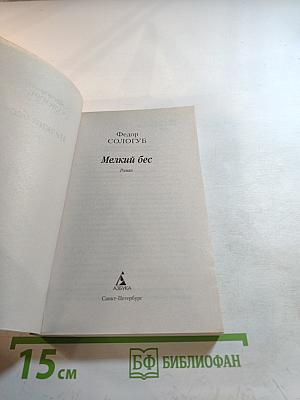 Федор
СОЛОГУБ
Мелкий бес
Роман
АЗБУКА
Санкт-Петербург
15 см
БФ БИБЛИОФАН